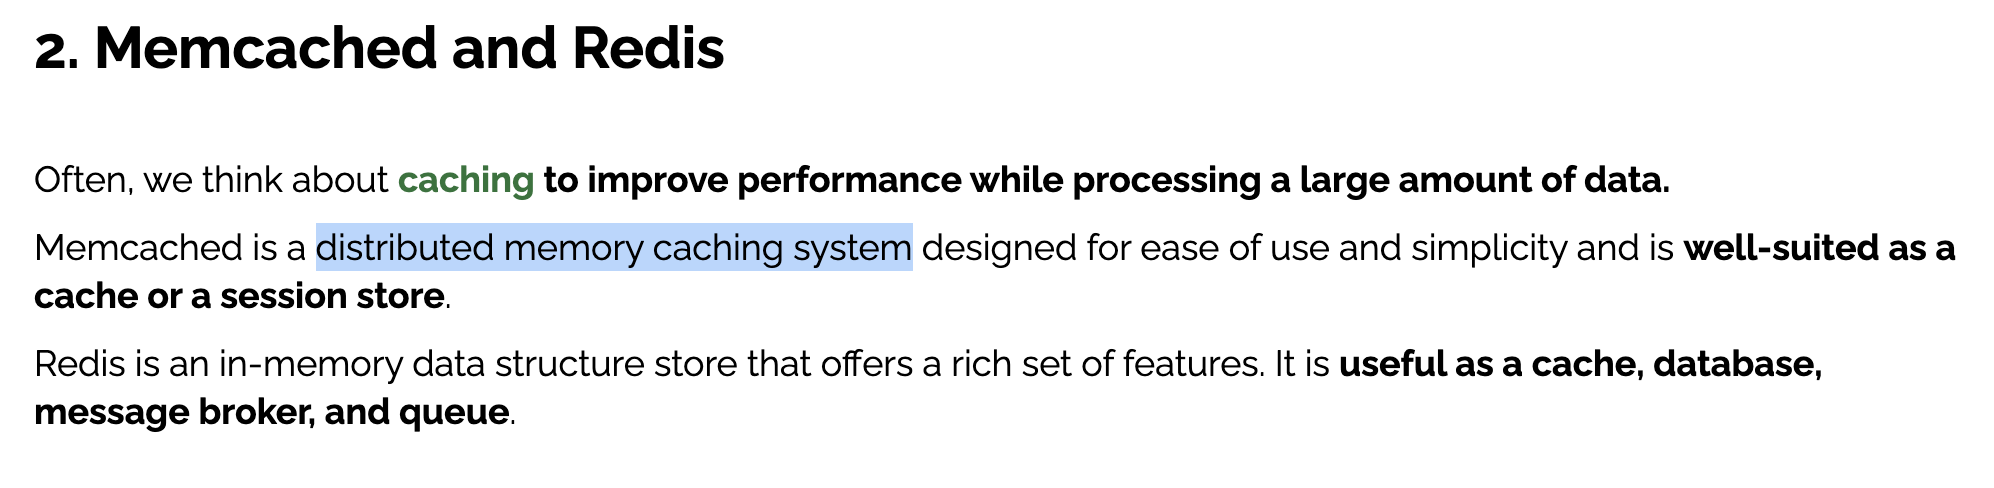 2. Memcached and Redis
Often, we think about caching to improve performance while processing a large amount of data.
Memcached is a distributed memory caching system designed for ease of use and simplicity and is well-suited as a
cache or a session store.
Redis is an in-memory data structure store that offers a rich set of features. It is useful as a cache, database,
message broker, and queue.